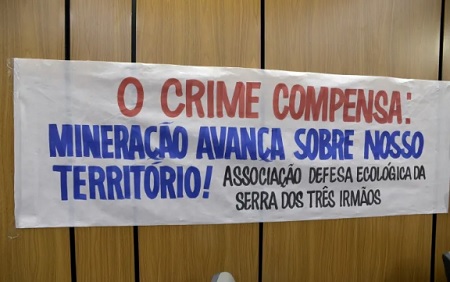 O CRIME COMPENSA:
MINERAÇÃO AVANÇA SOBRE NOSSO
TERRITÓRIO! ASSOCIAÇÃO DEFESA ECOLÓGICA DA
SERRA DOS TRÊS IRMÃOS